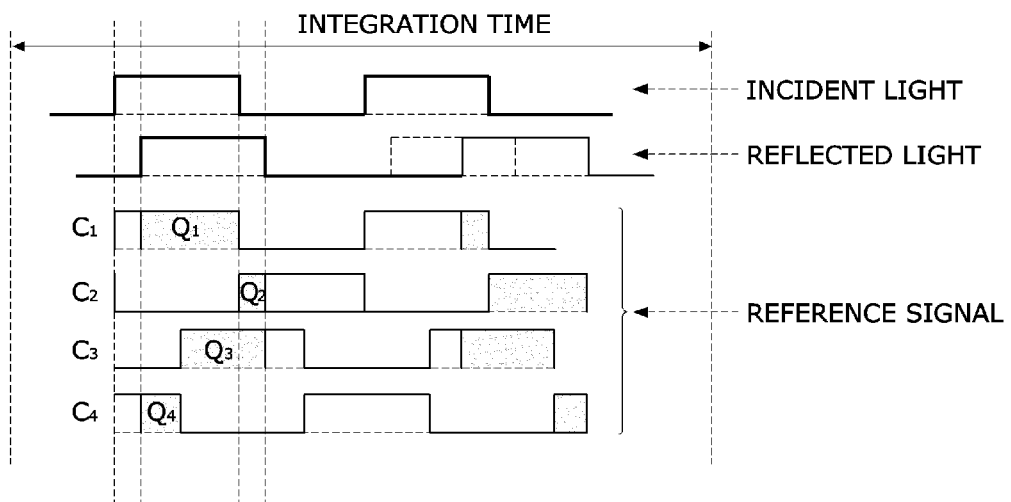 INTEGRATION TIME
INCIDENT LIGHT
REFLECTED LIGHT
C1 Q1
C2 Q2
REFERENCE SIGNAL
C3 Q3
C4 Q4